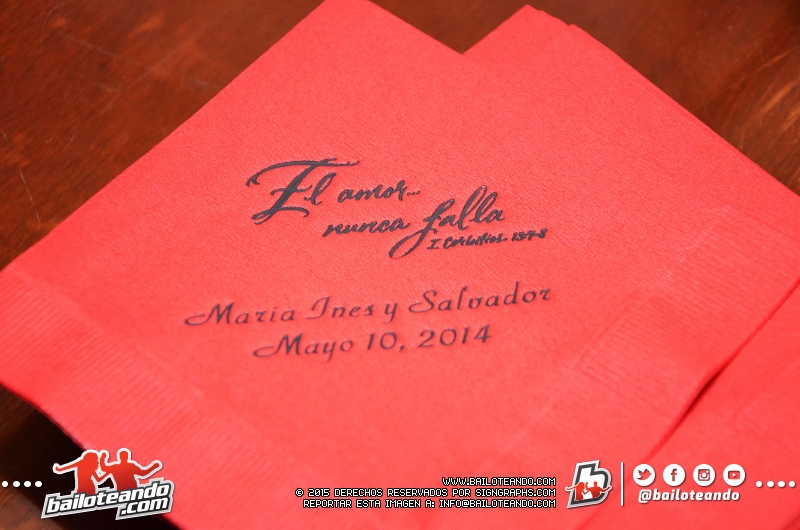 El amor...
nunca falla
I. Corintios. 13:4-8
Maria Ines y Salvador
Mayo 10, 2014
bailoteando
.com
WWW.BAILOTEANDO.COM
© 2015 DERECHOS RESERVADOS POR SIGNGRAPHS.COM
REPORTAR ESTA IMAGEN A: INFO@BAILOTEANDO.COM
@bailoteando